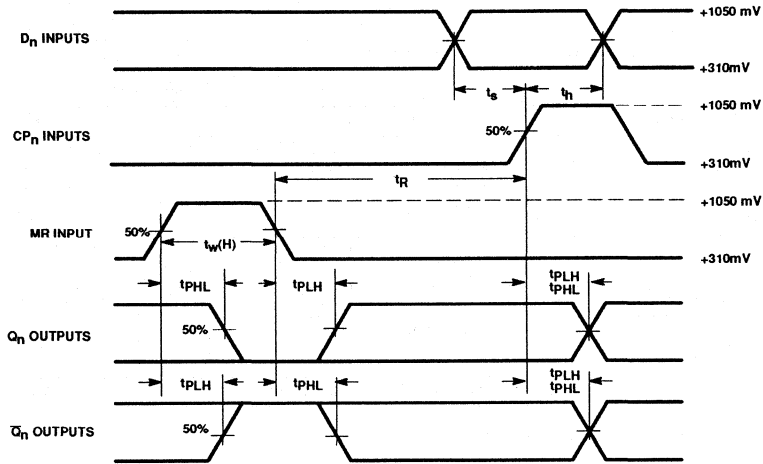 Dn INPUTS
+1050 mV
+310mV
ts
th
CPn INPUTS
50%
+1050 mV
+310mV
tR
MR INPUT
50%
tw(H)
+1050 mV
+310mV
tPHL
tPLH
tPLH
tPHL
Qn OUTPUTS
50%
tPLH
tPHL
tPLH
tPHL
Q̅n OUTPUTS
50%